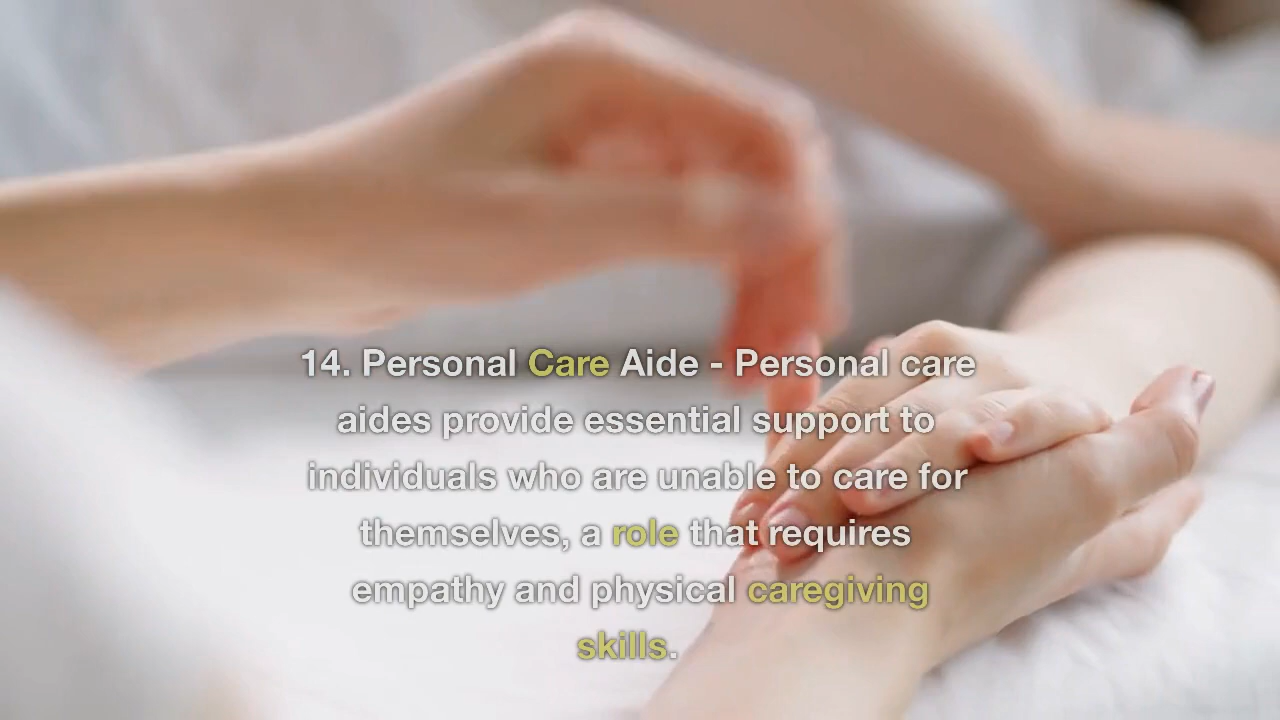 14. Personal Care Aide - Personal care
aides provide essential support to
individuals who are unable to care for
themselves, a role that requires
empathy and physical caregiving
skills.